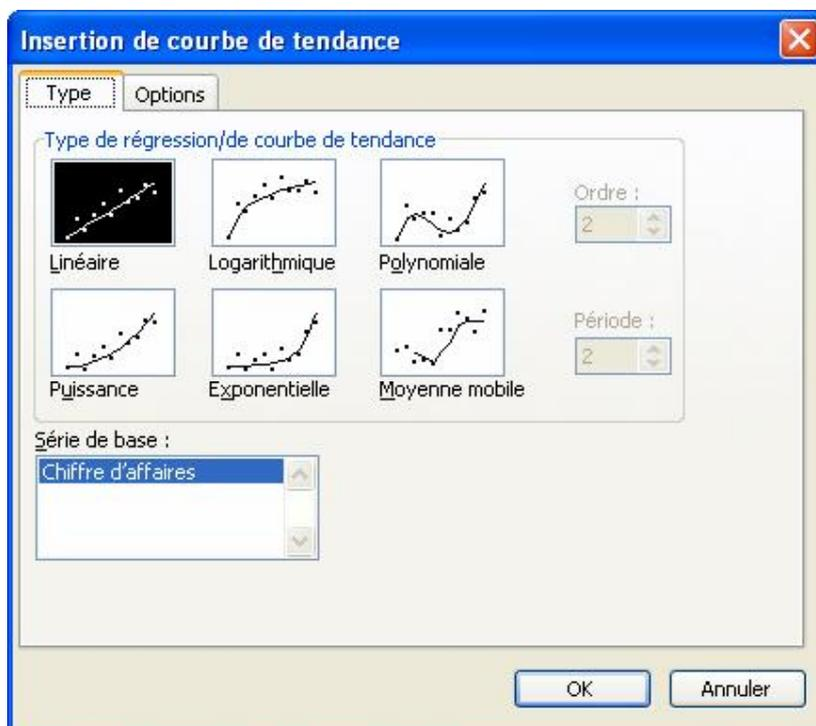 Insertion de courbe de tendance
Type Options
Type de régression/de courbe de tendance
Ordre :
2
Linéaire Logarithmique Polynomiale
Période :
2
Puissance Exponentielle Moyenne mobile
Série de base :
Chiffre d'affaires
OK Annuler